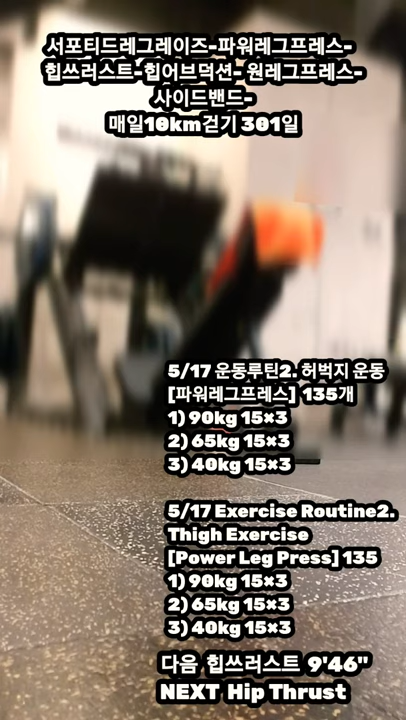 서포티드레그레이즈-파워레그프레스-
힙쓰러스트-힙어브덕션- 원레그프레스-
사이드밴드-
매일10km걷기 301일
5/17 운동루틴2. 허벅지 운동
[파워레그프레스] 135개
1) 90kg 15×3
2) 65kg 15×3
3) 40kg 15×3
5/17 Exercise Routine2.
Thigh Exercise
[Power Leg Press] 135
1) 90kg 15×3
2) 65kg 15×3
3) 40kg 15×3
다음 힙쓰러스트 9'46"
NEXT Hip Thrust